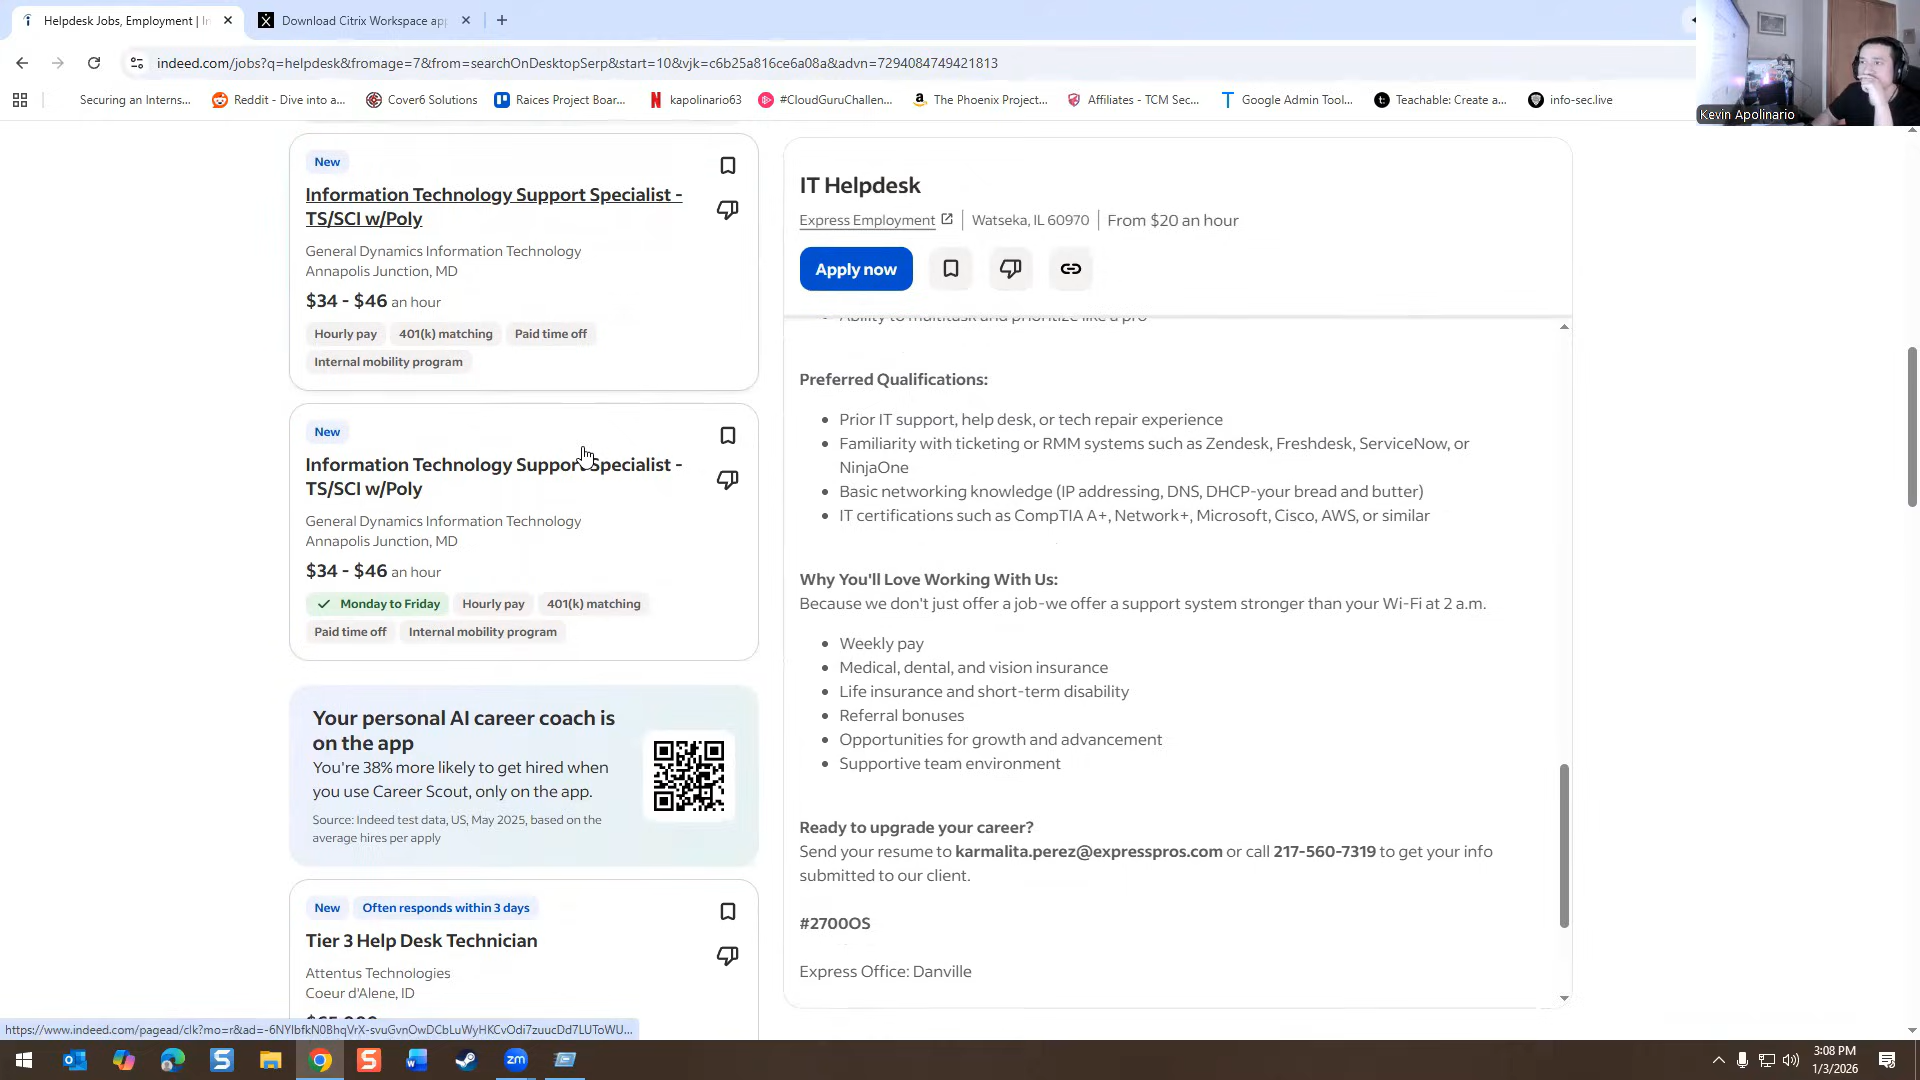 Helpdesk Jobs, Employment | In
Download Citrix Workspace app
indeed.com/jobs?q=helpdesk&fromage=7&from=searchOnDesktopSerp&start=10&vjk=c6b25a816ce6a08a&advn=7294084749421813
Securing an Interns...
Reddit - Dive into a...
Cover6 Solutions
Raices Project Boar...
kapolinario63
#CloudGuruChallen...
The Phoenix Project...
Affiliates - TCM Sec...
Google Admin Tool...
Teachable: Create a...
info-sec.live
Kevin Apolinario
New
Information Technology Support Specialist -
TS/SCI w/Poly
General Dynamics Information Technology
Annapolis Junction, MD
$34 - $46 an hour
Hourly pay
401(k) matching
Paid time off
Internal mobility program
New
Information Technology Support Specialist -
TS/SCI w/Poly
General Dynamics Information Technology
Annapolis Junction, MD
$34 - $46 an hour
Monday to Friday
Hourly pay
401(k) matching
Paid time off
Internal mobility program
Your personal AI career coach is
on the app
You're 38% more likely to get hired when
you use Career Scout, only on the app.
Source: Indeed test data, US, May 2025, based on the
average hires per apply
New
Often responds within 3 days
Tier 3 Help Desk Technician
Attentus Technologies
Coeur d'Alene, ID
IT Helpdesk
Express Employment
Watseka, IL 60970
From $20 an hour
Apply now
Ability to multitask and prioritize like a pro
Preferred Qualifications:
Prior IT support, help desk, or tech repair experience
Familiarity with ticketing or RMM systems such as Zendesk, Freshdesk, ServiceNow, or
NinjaOne
Basic networking knowledge (IP addressing, DNS, DHCP-your bread and butter)
IT certifications such as CompTIA A+, Network+, Microsoft, Cisco, AWS, or similar
Why You'll Love Working With Us:
Because we don't just offer a job-we offer a support system stronger than your Wi-Fi at 2 a.m.
Weekly pay
Medical, dental, and vision insurance
Life insurance and short-term disability
Referral bonuses
Opportunities for growth and advancement
Supportive team environment
Ready to upgrade your career?
Send your resume to karmalita.perez@expresspros.com or call 217-560-7319 to get your info
submitted to our client.
#2700OS
Express Office: Danville
3:08 PM
1/3/2026